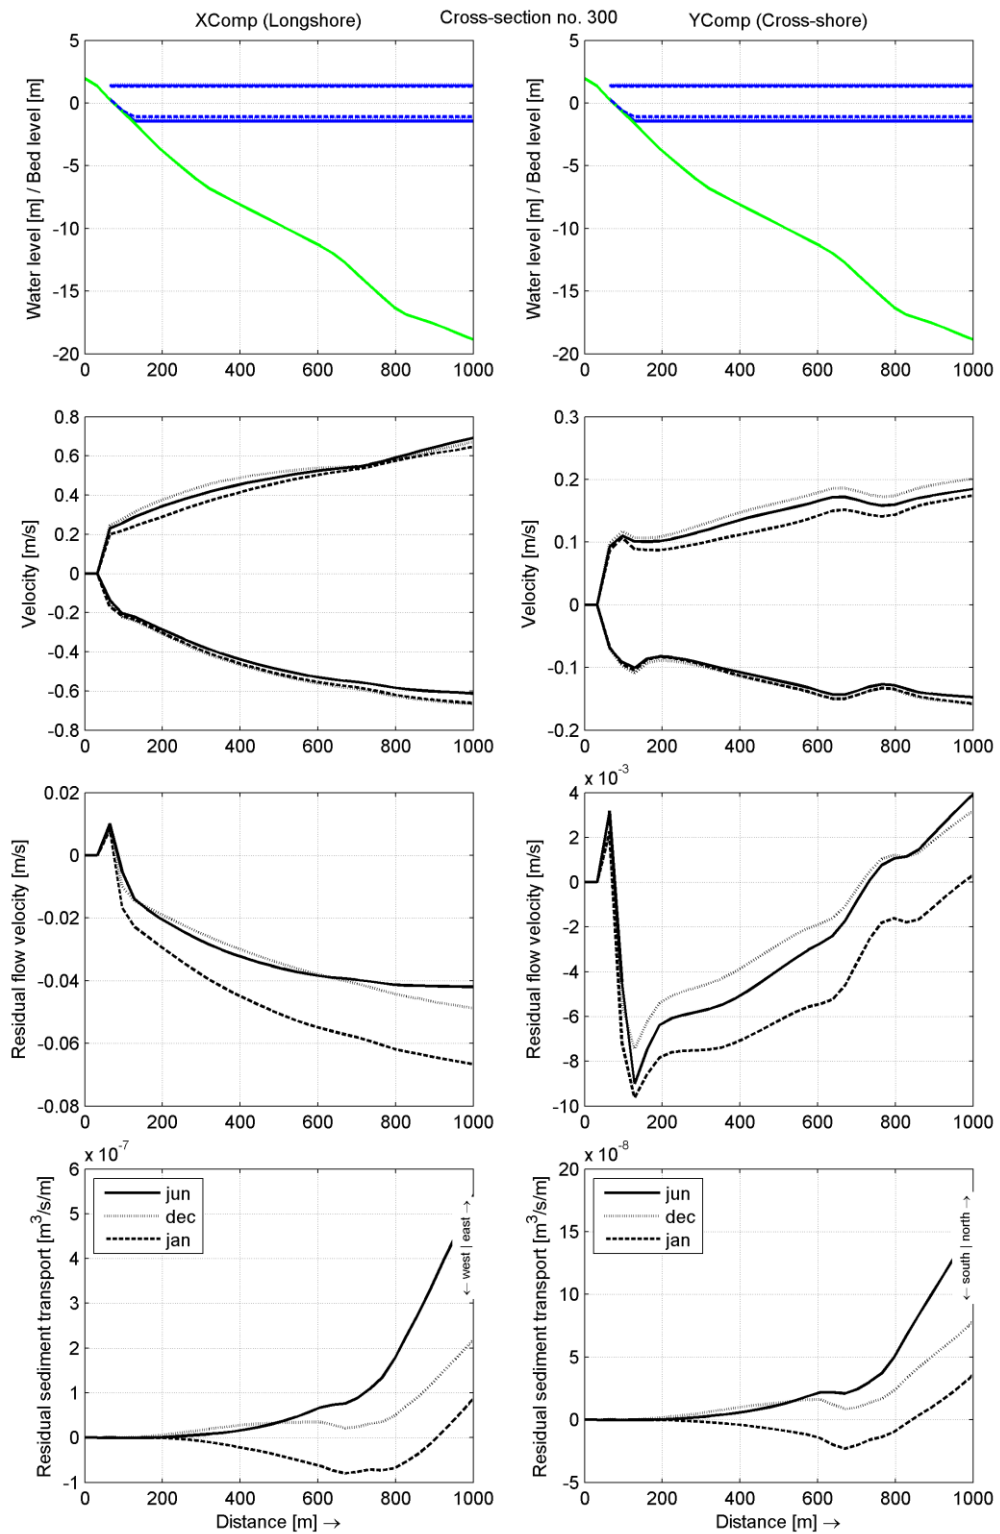 XComp (Longshore)
Cross-section no. 300
YComp (Cross-shore)
Water level [m] / Bed level [m]
5
0
-5
-10
-15
-20
0 200 400 600 800 1000
Water level [m] / Bed level [m]
5
0
-5
-10
-15
-20
0 200 400 600 800 1000
Velocity [m/s]
0.8
0.6
0.4
0.2
0
-0.2
-0.4
-0.6
-0.8
0 200 400 600 800 1000
Velocity [m/s]
0.3
0.2
0.1
0
-0.1
-0.2
0 200 400 600 800 1000
Residual flow velocity [m/s]
0.02
0
-0.02
-0.04
-0.06
-0.08
0 200 400 600 800 1000
x 10⁻³
Residual flow velocity [m/s]
4
2
0
-2
-4
-6
-8
-10
0 200 400 600 800 1000
x 10⁻⁷
Residual sediment transport [m³/s/m]
6
5
4
3
2
1
0
-1
jun
dec
jan
← west | east →
0 200 400 600 800 1000
Distance [m] →
x 10⁻⁸
Residual sediment transport [m³/s/m]
20
15
10
5
0
-5
jun
dec
jan
← south | north →
0 200 400 600 800 1000
Distance [m] →